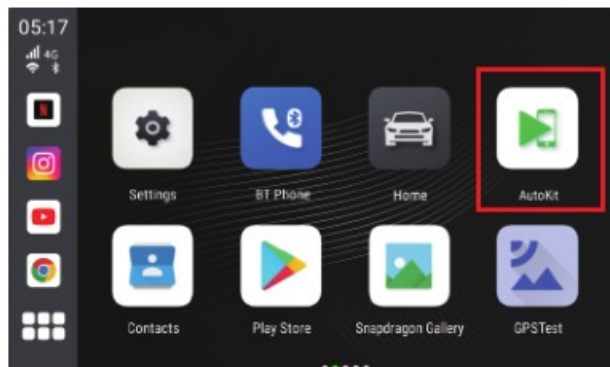 05:17
4G
N
Settings
BT Phone
Home
AutoKit
Contacts
Play Store
Snapdragon Gallery
GPSTest